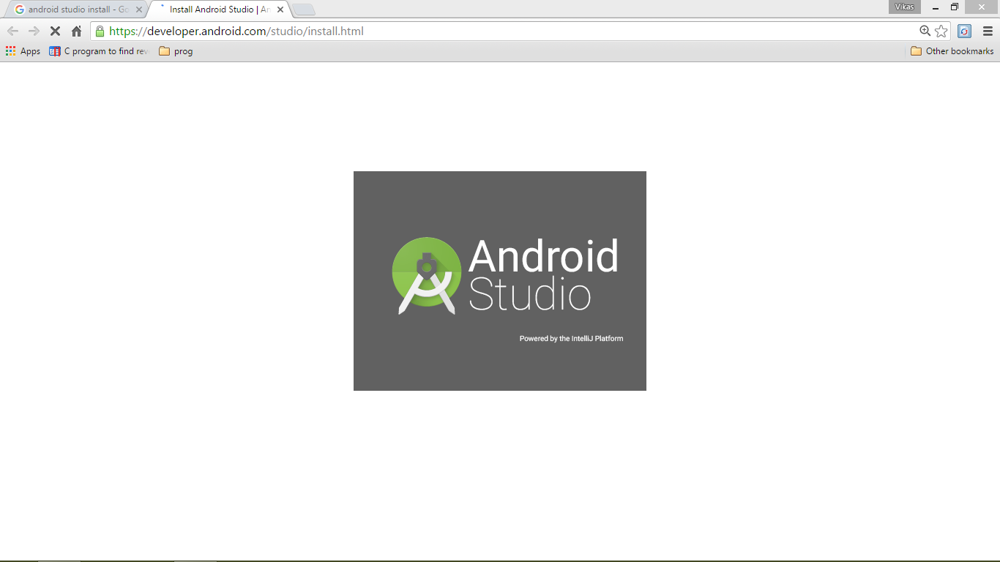 android studio install - Go
Install Android Studio | An
Vikas
https://developer.android.com/studio/install.html
Apps
C program to find rev
prog
Other bookmarks
Android
Studio
Powered by the IntelliJ Platform